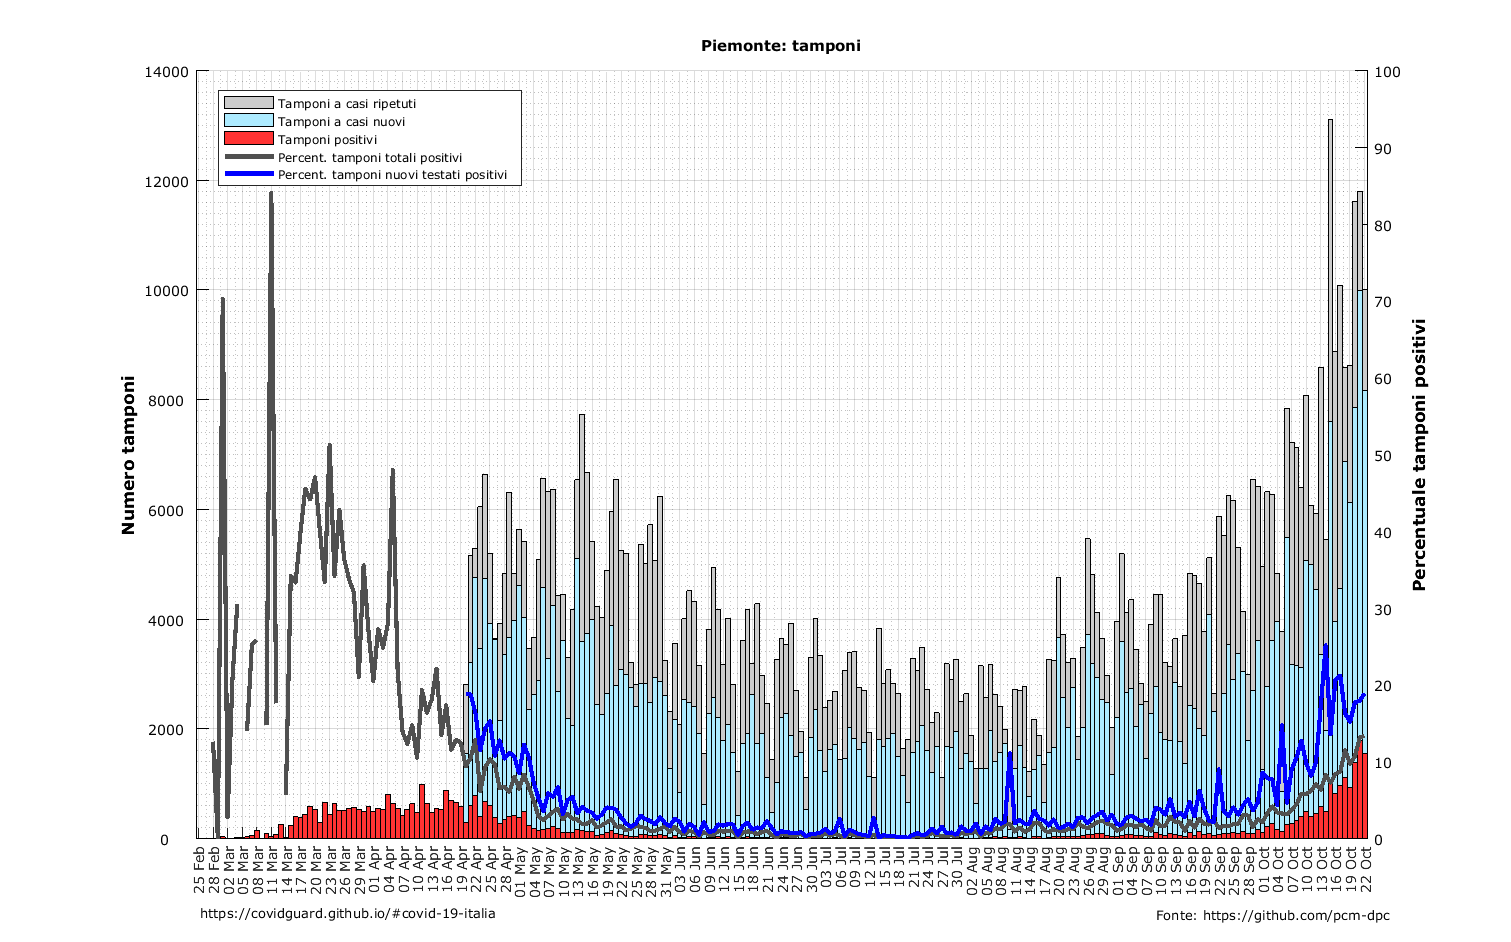 Piemonte: tamponi
Tamponi a casi ripetuti
Tamponi a casi nuovi
Tamponi positivi
Percent. tamponi totali positivi
Percent. tamponi nuovi testati positivi
Numero tamponi
14000
12000
10000
8000
6000
4000
2000
0
Percentuale tamponi positivi
100
90
80
70
60
50
40
30
20
10
0
25 Feb
28 Feb
02 Mar
05 Mar
08 Mar
11 Mar
14 Mar
17 Mar
20 Mar
23 Mar
26 Mar
29 Mar
01 Apr
04 Apr
07 Apr
10 Apr
13 Apr
16 Apr
19 Apr
22 Apr
25 Apr
28 Apr
01 May
04 May
07 May
10 May
13 May
16 May
19 May
22 May
25 May
28 May
31 May
03 Jun
06 Jun
09 Jun
12 Jun
15 Jun
18 Jun
21 Jun
24 Jun
27 Jun
30 Jun
03 Jul
06 Jul
09 Jul
12 Jul
15 Jul
18 Jul
21 Jul
24 Jul
27 Jul
30 Jul
02 Aug
05 Aug
08 Aug
11 Aug
14 Aug
17 Aug
20 Aug
23 Aug
26 Aug
29 Aug
01 Sep
04 Sep
07 Sep
10 Sep
13 Sep
16 Sep
19 Sep
22 Sep
25 Sep
28 Sep
01 Oct
04 Oct
07 Oct
10 Oct
13 Oct
16 Oct
19 Oct
22 Oct
https://covidguard.github.io/#covid-19-italia
Fonte: https://github.com/pcm-dpc